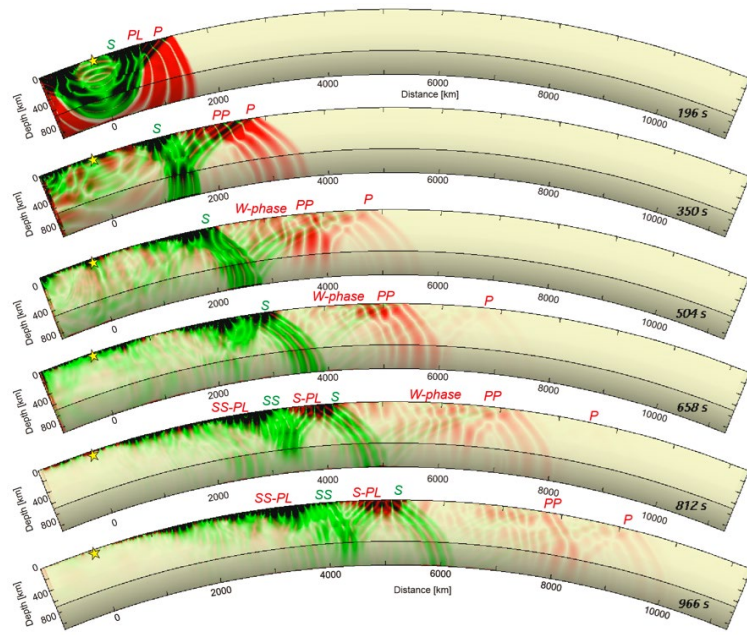 S PL P
Depth [km]
0
400
800
0
2000
Distance [km]
4000
6000
8000
10000
196 s
S PP P
Depth [km]
0
400
800
0
2000
4000
6000
8000
10000
350 s
S W-phase PP P
Depth [km]
0
400
800
0
2000
4000
6000
8000
10000
504 s
S W-phase PP P
Depth [km]
0
400
800
0
2000
4000
6000
8000
10000
658 s
SS-PL SS S-PL S W-phase PP P
Depth [km]
0
400
800
0
2000
4000
6000
8000
10000
812 s
SS-PL SS S-PL S PP P
Depth [km]
0
400
800
0
2000
4000
Distance [km]
6000
8000
10000
966 s